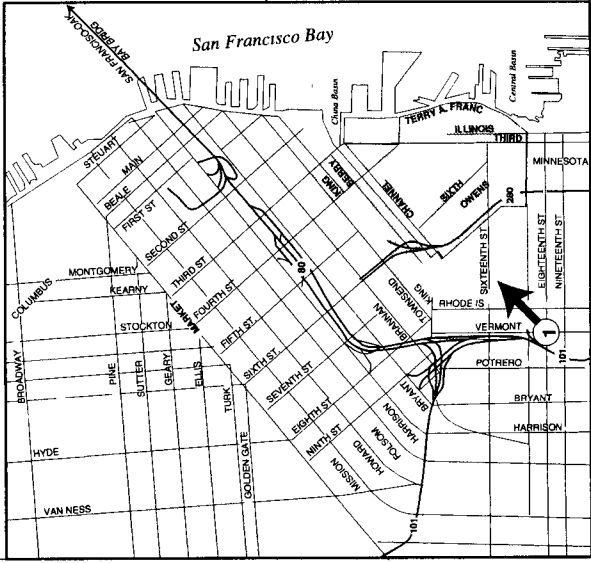 San Francisco Bay
SAN FRANCISCO-OAK
BAY BRIDG
China Basin
Central Basin
TERRY A. FRANC
ILLINOIS
THIRD
MINNESOTA
STEUART
MAIN
BEALE
FIRST ST
SECOND ST
THIRD ST
FOURTH ST
FIFTH ST.
SIXTH ST
SEVENTH ST
EIGHTH ST
NINTH ST
KING
BERRY
CHANNEL
SIXTH
OWENS
280
SIXTEENTH ST
EIGHTEENTH ST
NINETEENTH ST
MONTGOMERY
KEARNY
COLUMBUS
STOCKTON
MARKET
80
BROADWAY
PINE
SUTTER
GEARY
ELLIS
TURK
GOLDEN GATE
HYDE
VAN NESS
MISSION
HOWARD
FOLSOM
HARRISON
BRYANT
BRANNAN
TOWNSEND
KING
RHODE IS
VERMONT
1
101
POTRERO
BRYANT
HARRISON
101